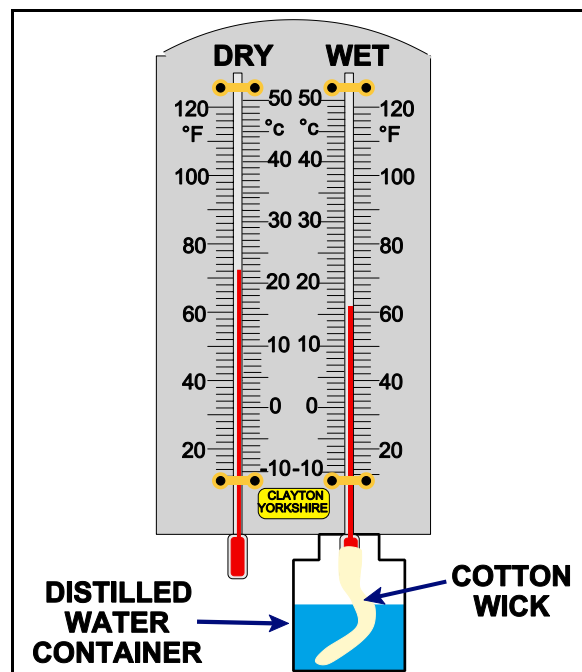 DRY WET
120 50 50 120
°F °c °c °F
40 40
100 100
30 30
80 80
20 20
60 60
10 10
40 40
0 0
20 20
-10 -10
CLAYTON
YORKSHIRE
DISTILLED
WATER
CONTAINER
COTTON
WICK